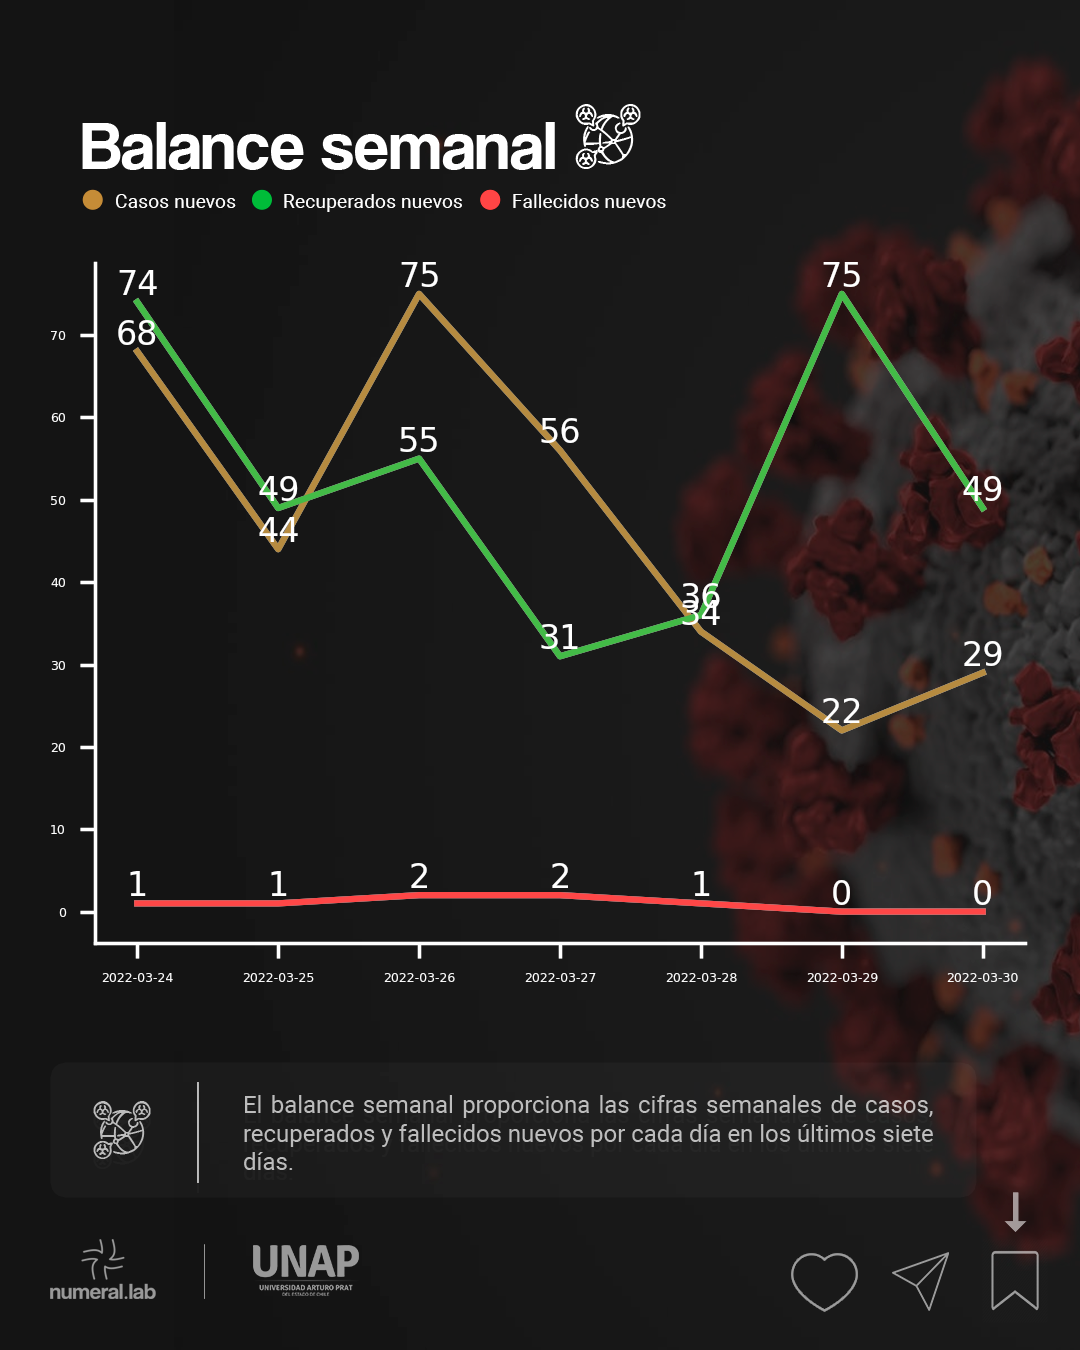 Balance semanal
Casos nuevos Recuperados nuevos Fallecidos nuevos
74
68
49
44
75
55
56
31
36
34
75
22
49
29
1 1 2 2 1 0 0
70
60
50
40
30
20
10
0
2022-03-24 2022-03-25 2022-03-26 2022-03-27 2022-03-28 2022-03-29 2022-03-30
El balance semanal proporciona las cifras semanales de casos,
recuperados y fallecidos nuevos por cada día en los últimos siete
días.
numeral.lab
UNAP
UNIVERSIDAD ARTURO PRAT
DEL ESTADO DE CHILE